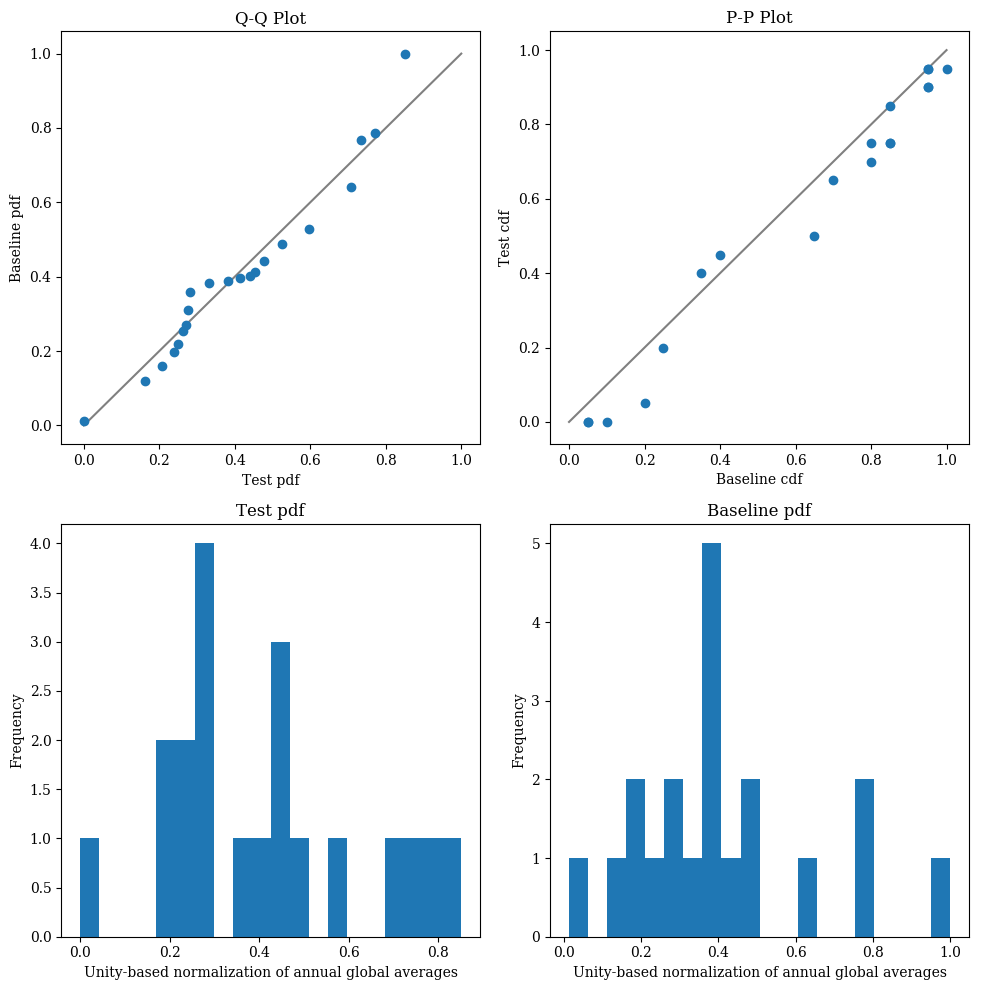 Q-Q Plot
1.0
0.8
0.6
0.4
0.2
0.0
Baseline pdf
0.0 0.2 0.4 0.6 0.8 1.0
Test pdf
P-P Plot
1.0
0.8
0.6
0.4
0.2
0.0
Test cdf
0.0 0.2 0.4 0.6 0.8 1.0
Baseline cdf
Test pdf
4.0
3.5
3.0
2.5
2.0
1.5
1.0
0.5
0.0
Frequency
0.0 0.2 0.4 0.6 0.8
Unity-based normalization of annual global averages
Baseline pdf
5
4
3
2
1
0
Frequency
0.0 0.2 0.4 0.6 0.8 1.0
Unity-based normalization of annual global averages